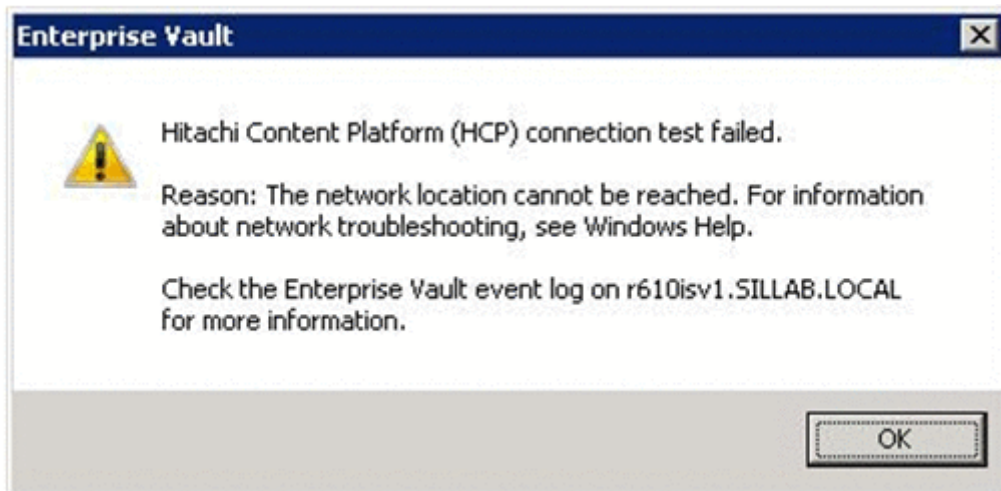 Enterprise Vault
Hitachi Content Platform (HCP) connection test failed.
Reason: The network location cannot be reached. For information
about network troubleshooting, see Windows Help.
Check the Enterprise Vault event log on r610isv1.SILLAB.LOCAL
for more information.
OK